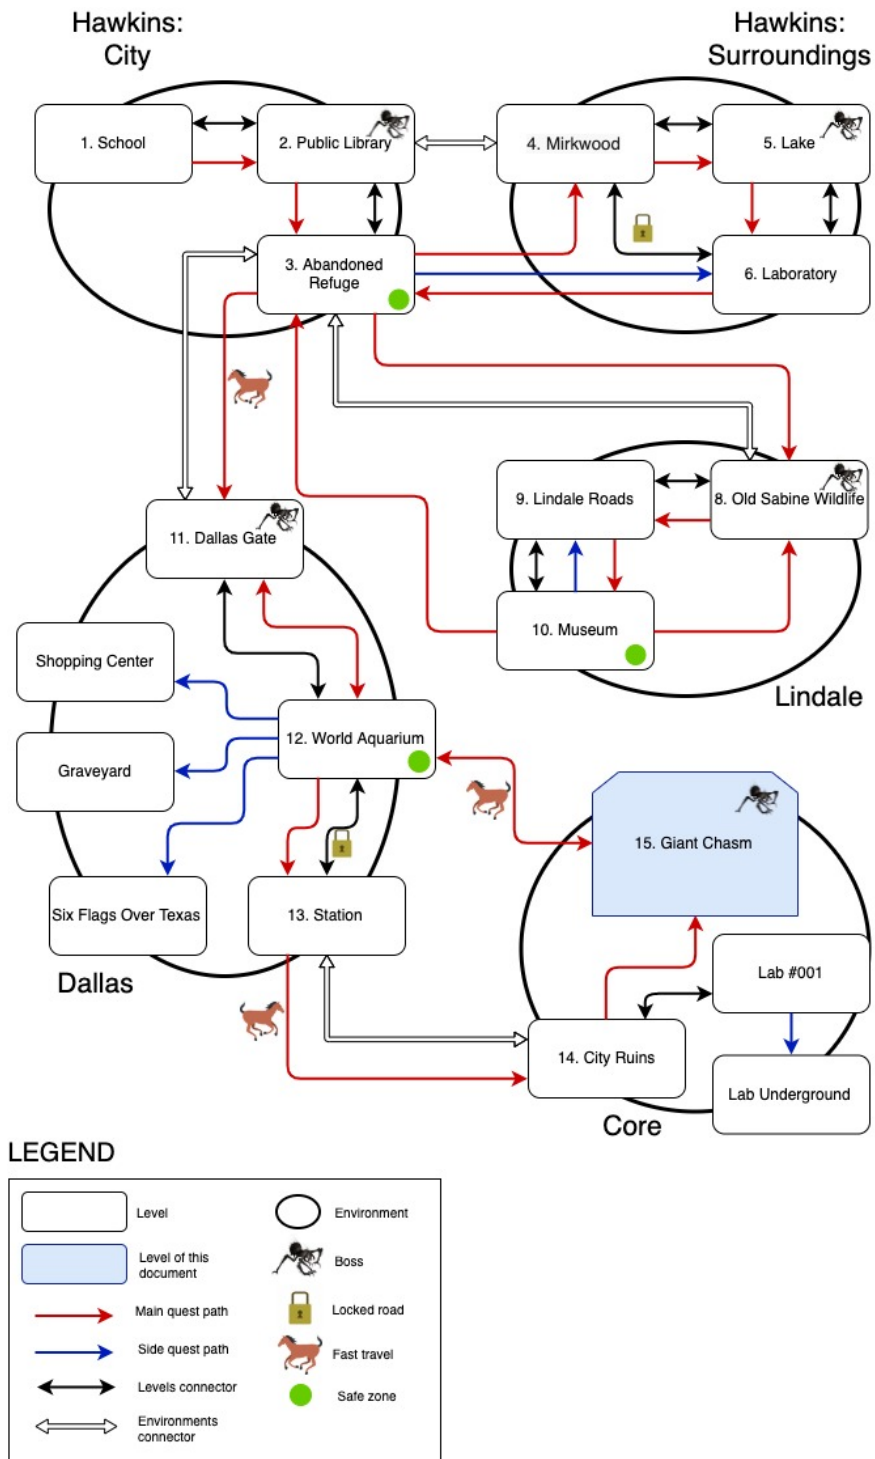 Hawkins:
City
Hawkins:
Surroundings
1. School
2. Public Library
4. Mirkwood
5. Lake
3. Abandoned
Refuge
6. Laboratory
9. Lindale Roads
8. Old Sabine Wildlife
11. Dallas Gate
10. Museum
Shopping Center
Lindale
12. World Aquarium
Graveyard
15. Giant Chasm
Six Flags Over Texas
13. Station
Dallas
Lab #001
14. City Ruins
Lab Underground
Core
LEGEND
Level
Environment
Level of this
document
Boss
Main quest path
Locked road
Side quest path
Fast travel
Levels connector
Safe zone
Environments
connector